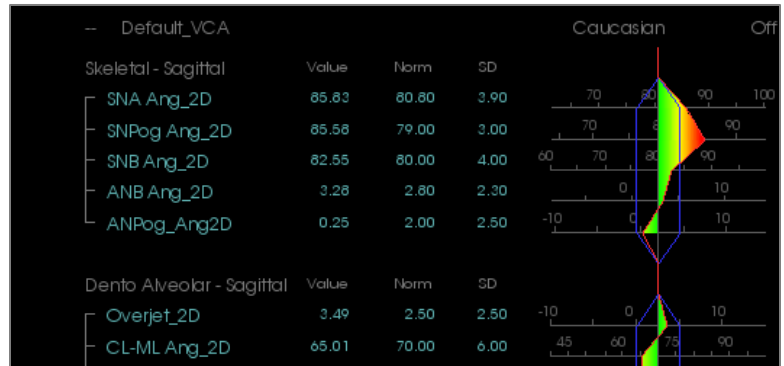 -- Default_VCA Caucasian Off
Skeletal - Sagittal Value Norm SD
SNA Ang_2D 85.83 80.80 3.90 70 80 90 100
SNPog Ang_2D 85.58 79.00 3.00 70 8 90
SNB Ang_2D 82.55 80.00 4.00 60 70 80 90
ANB Ang_2D 3.28 2.80 2.30 0 10
ANPog_Ang2D 0.25 2.00 2.50 -10 0 10
Dento Alveolar - Sagittal Value Norm SD
Overjet_2D 3.49 2.50 2.50 -10 0 10
CL-ML Ang_2D 65.01 70.00 6.00 45 60 75 90